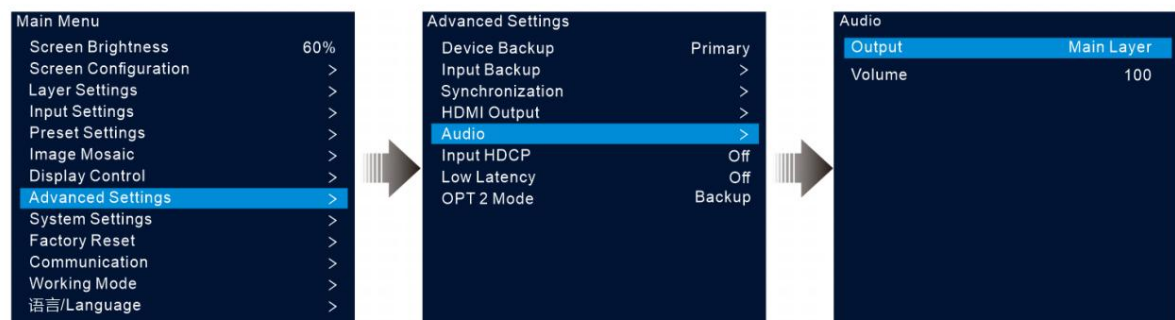 Main Menu
Screen Brightness 60%
Screen Configuration >
Layer Settings >
Input Settings >
Preset Settings >
Image Mosaic >
Display Control >
Advanced Settings >
System Settings >
Factory Reset >
Communication >
Working Mode >
语言/Language >
Advanced Settings
Device Backup Primary
Input Backup >
Synchronization >
HDMI Output >
Audio >
Input HDCP Off
Low Latency Off
OPT 2 Mode Backup
Audio
Output Main Layer
Volume 100